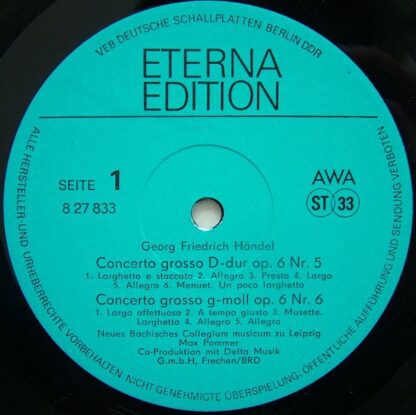 VEB DEUTSCHE SCHALLPLATTEN BERLIN DDR
ETERNA
EDITION
SEITE 1
8 27 833
AWA
ST 33
Georg Friedrich Händel
Concerto grosso D-dur op. 6 Nr. 5
1. Larghetto e staccato 2. Allegro 3. Presto 4. Largo
5. Allegro 6. Menuet. Un poco larghetto
Concerto grosso g-moll op. 6 Nr. 6
1. Largo affettuoso 2. A tempo giusto 3. Musette.
Larghetto 4. Allegro 5. Allegro
Neues Bachisches Collegium musicum zu Leipzig
Max Pommer
Co-Produktion mit Delta Musik
G.m.b.H, Frechen/BRD
ALLE HERSTELLER- UND URHEBERRECHTE VORBEHALTEN · NICHT GENEHMIGTE ÜBERSPIELUNG · ÖFFENTLICHE AUFFÜHRUNG UND SENDUNG VERBOTEN